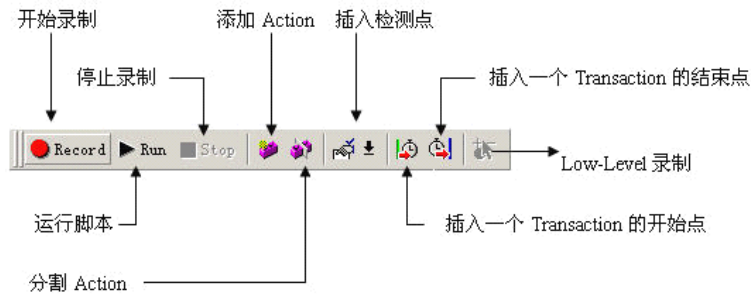 开始录制
添加 Action
插入检测点
停止录制
插入一个 Transaction 的结束点
Record
Run
Stop
Low-Level 录制
运行脚本
插入一个 Transaction 的开始点
分割 Action